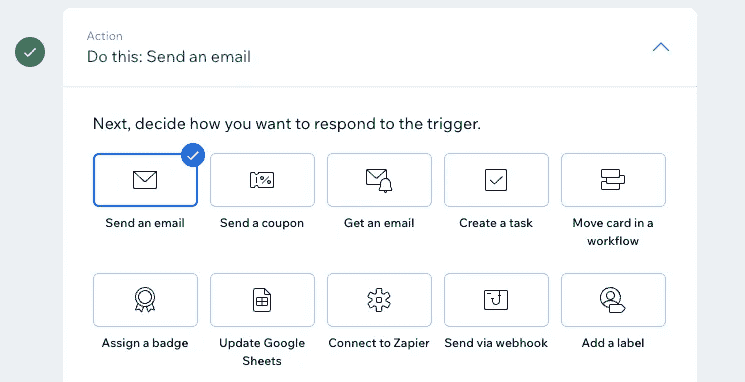 Action
Do this: Send an email
Next, decide how you want to respond to the trigger.
Send an email
Send a coupon
Get an email
Create a task
Move card in a
workflow
Assign a badge
Update Google
Sheets
Connect to Zapier
Send via webhook
Add a label